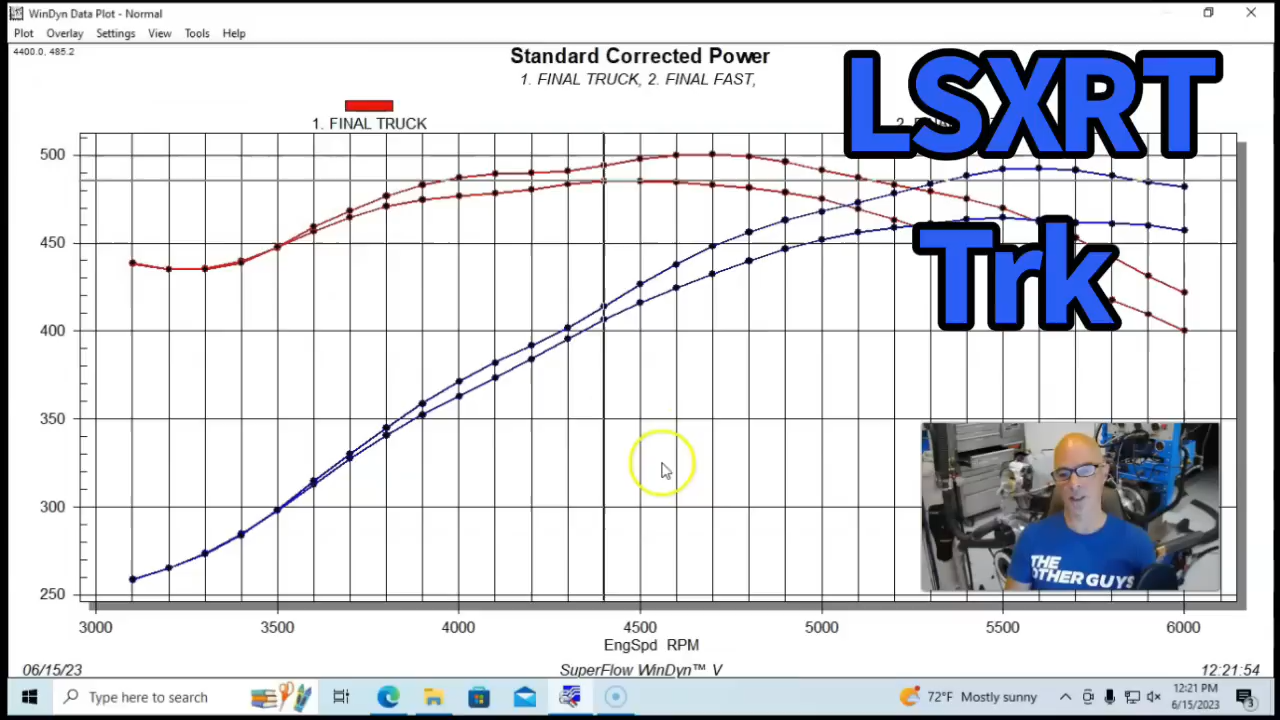 WinDyn Data Plot - Normal
Plot Overlay Settings View Tools Help
4400.0, 485.2
Standard Corrected Power
1. FINAL TRUCK, 2. FINAL FAST,
LSXRT
1. FINAL TRUCK
Trk
500
450
400
350
300
250
3000 3500 4000 4500 5000 5500 6000
EngSpd RPM
THE
OTHER GUYS
06/15/23 SuperFlow WinDyn™ V 12:21:54
Type here to search
72°F Mostly sunny
12:21 PM
6/15/2023
3